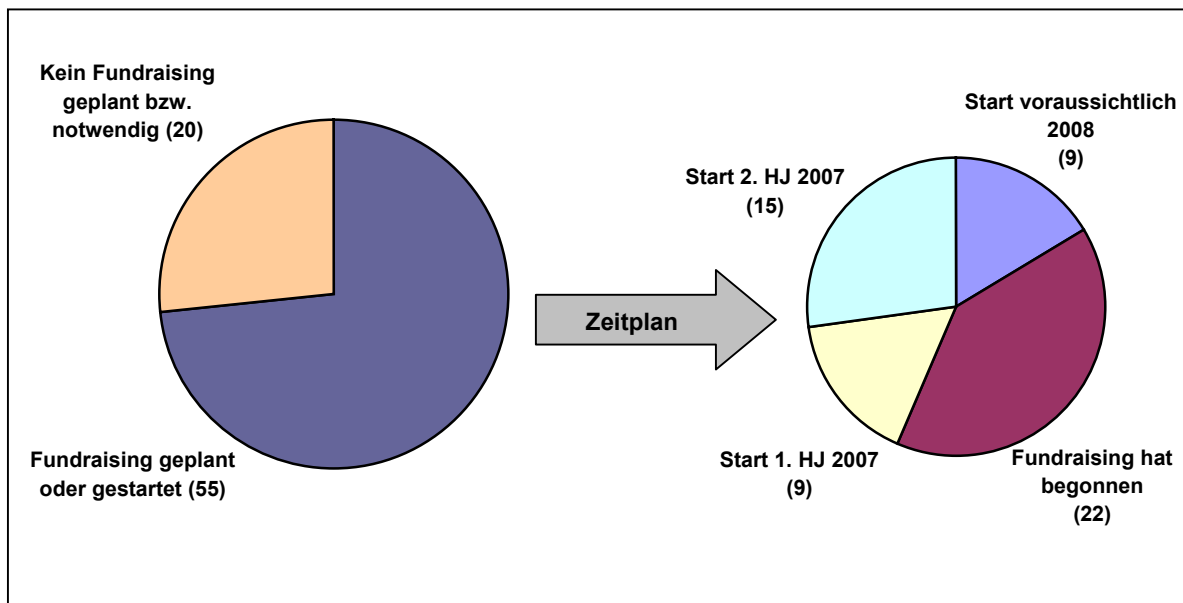 Kein Fundraising
geplant bzw.
notwendig (20)
Fundraising geplant
oder gestartet (55)
Zeitplan
Start voraussichtlich
2008
(9)
Start 2. HJ 2007
(15)
Start 1. HJ 2007
(9)
Fundraising hat
begonnen
(22)